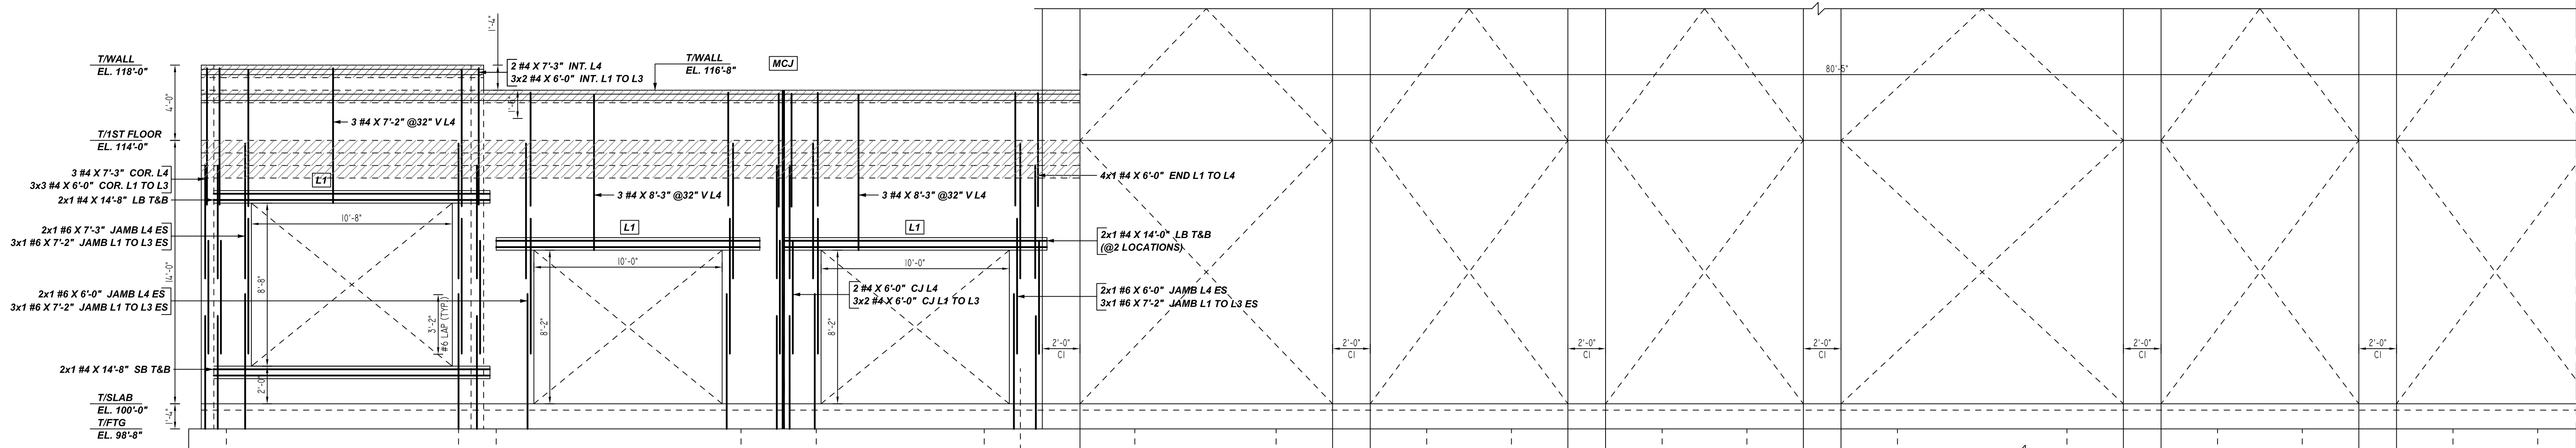 T/WALL
EL. 118'-0"
4'-0"
T/1ST FLOOR
EL. 114'-0"
3 #4 X 7'-3" COR. L4
3x3 #4 X 6'-0" COR. L1 TO L3
2x1 #4 X 14'-8" LB T&B
2x1 #6 X 7'-3" JAMB L4 ES
3x1 #6 X 7'-2" JAMB L1 TO L3 ES
14'-0"
2x1 #6 X 6'-0" JAMB L4 ES
3x1 #6 X 7'-2" JAMB L1 TO L3 ES
2x1 #4 X 14'-8" SB T&B
T/SLAB
EL. 100'-0"
T/FTG
EL. 98'-8"
1'-4"
3 #4 X 7'-2" @32" V L4
L1
10'-8"
8'-8"
3'-2"
#6 LAP (TYP.)
2'-0"
1'-4"
2 #4 X 7'-3" INT. L4
3x2 #4 X 6'-0" INT. L1 TO L3
T/WALL
EL. 116'-8"
MCJ
3 #4 X 8'-3" @32" V L4
L1
10'-0"
8'-2"
3 #4 X 8'-3" @32" V L4
L1
10'-0"
2 #4 X 6'-0" CJ L4
3x2 #4 X 6'-0" CJ L1 TO L3
8'-2"
4x1 #4 X 6'-0" END L1 TO L4
2x1 #4 X 14'-0" LB T&B
(@2 LOCATIONS)
2x1 #6 X 6'-0" JAMB L4 ES
3x1 #6 X 7'-2" JAMB L1 TO L3 ES
80'-5"
2'-0"
C1
2'-0"
C1
2'-0"
C1
2'-0"
C1
2'-0"
C1
2'-0"
C1